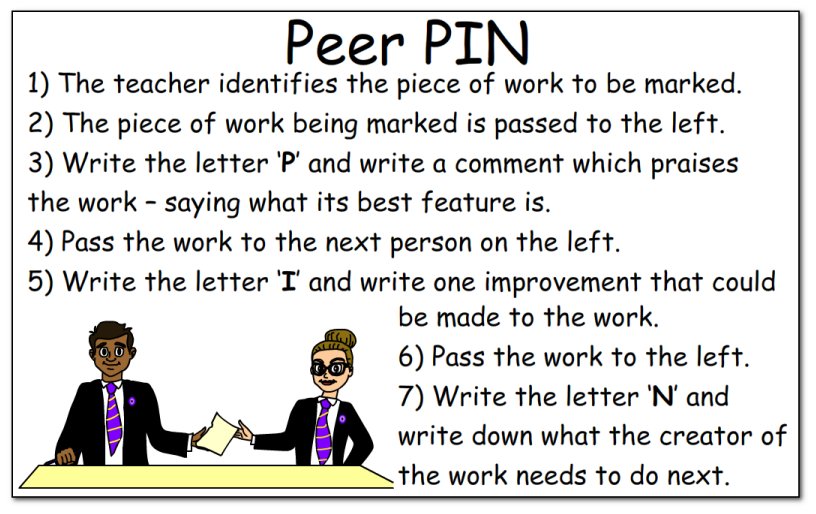 Peer PIN
1) The teacher identifies the piece of work to be marked.
2) The piece of work being marked is passed to the left.
3) Write the letter ‘P’ and write a comment which praises
the work – saying what its best feature is.
4) Pass the work to the next person on the left.
5) Write the letter ‘I’ and write one improvement that could
be made to the work.
6) Pass the work to the left.
7) Write the letter ‘N’ and
write down what the creator of
the work needs to do next.